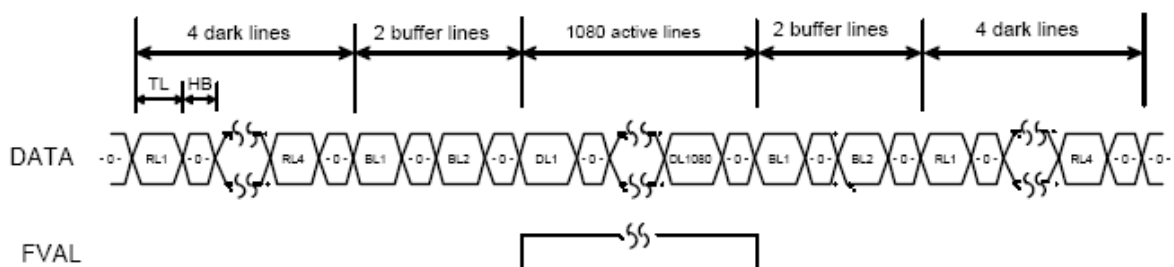 4 dark lines 2 buffer lines 1080 active lines 2 buffer lines 4 dark lines
TL HB
DATA -0- RL1 -0- RL4 -0- BL1 -0- BL2 -0- DL1 -0- DL1080 -0- BL1 -0- BL2 -0- RL1 -0- RL4 -0-
FVAL